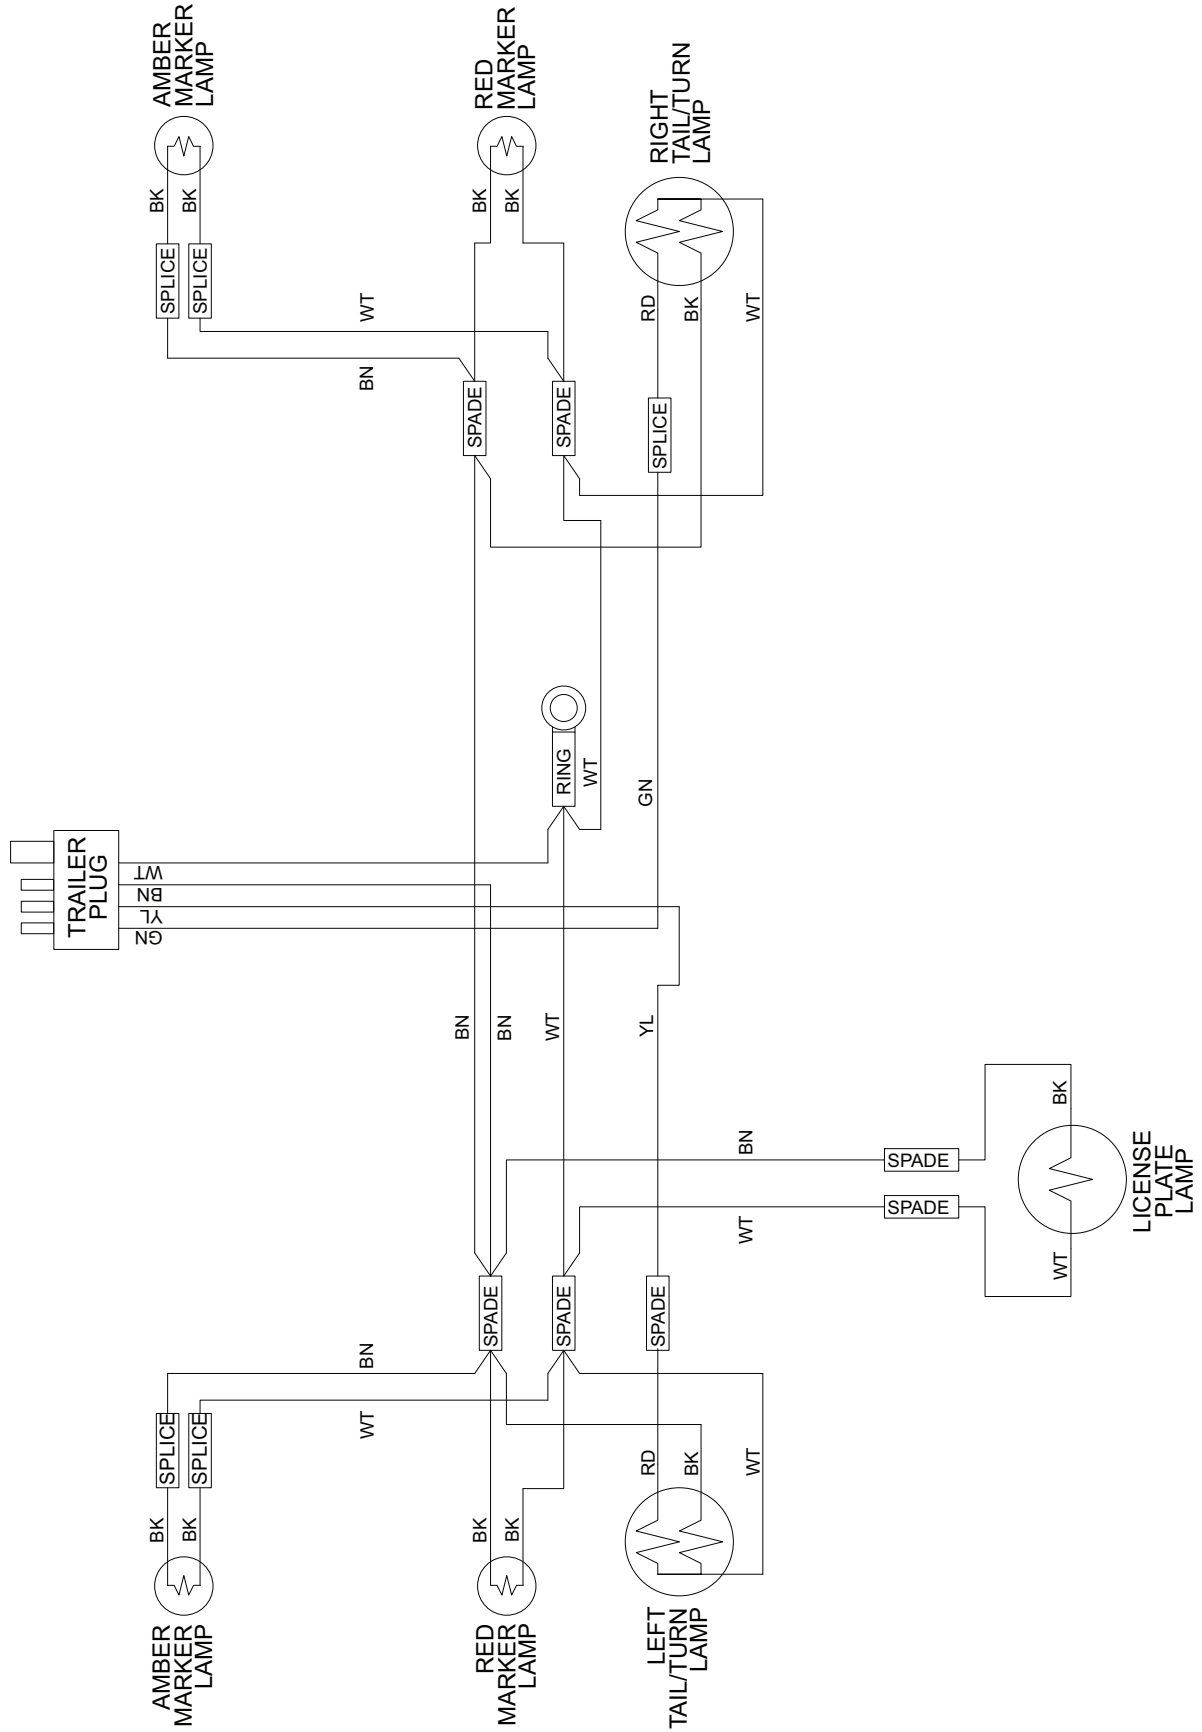 AMBER
MARKER
LAMP
RED
MARKER
LAMP
RIGHT
TAIL/TURN
LAMP
BK
BK
BK
BK
SPLICE
SPLICE
RD
BK
WT
WT
BN
SPADE
SPADE
SPLICE
RING
WT
GN
TRAILER
PLUG
WT
BN
YL
GN
BN
BN
WT
YL
BN
WT
SPADE
SPADE
BK
WT
LICENSE
PLATE
LAMP
SPADE
SPADE
SPADE
BN
WT
SPLICE
SPLICE
RD
BK
WT
BK
BK
BK
BK
AMBER
MARKER
LAMP
RED
MARKER
LAMP
LEFT
TAIL/TURN
LAMP